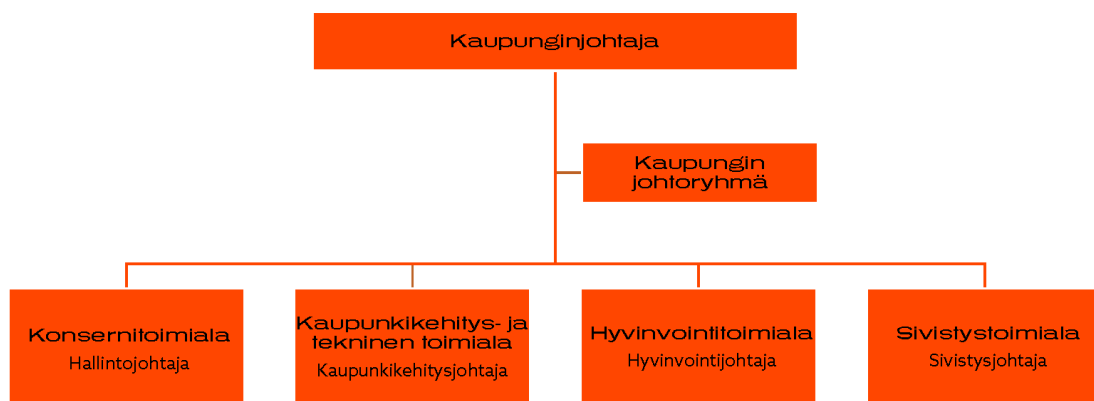 Kaupunginjohtaja
Kaupungin
johtoryhmä
Konsernitoimiala
Hallintojohtaja
Kaupunkikehitys- ja
tekninen toimiala
Kaupunkikehitysjohtaja
Hyvinvointitoimiala
Hyvinvointijohtaja
Sivistystoimiala
Sivistysjohtaja